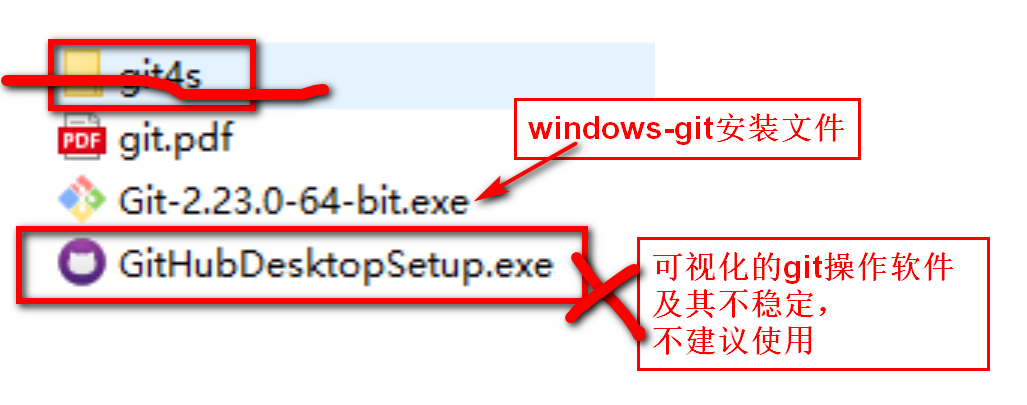 git4s
PDF git.pdf
windows-git安装文件
Git-2.23.0-64-bit.exe
GitHubDesktopSetup.exe
可视化的git操作软件
及其不稳定，
不建议使用